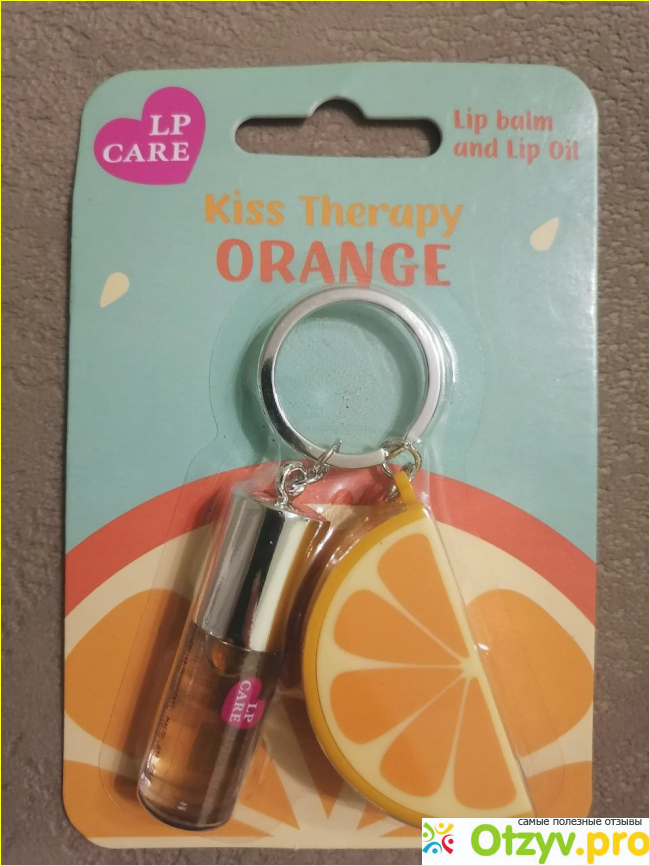 LP
CARE
Lip balm
and Lip Oil
Kiss Therapy
ORANGE
LP
CARE
самые полезные отзывы
Otzyv.pro